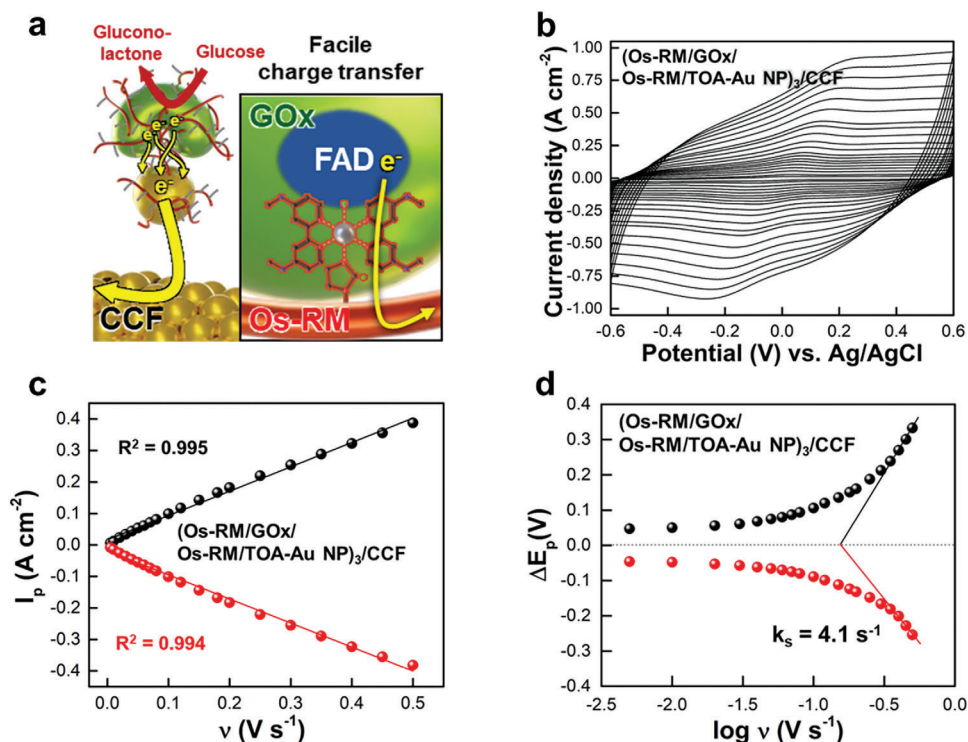 a
Glucono-
lactone
Glucose
e⁻ e⁻ e⁻
e⁻
CCF
Facile
charge transfer
GOx
FAD e⁻
Os-RM
b
(Os-RM/GOx/
Os-RM/TOA-Au NP)₃/CCF
Current density (A cm⁻²)
1.00
0.75
0.50
0.25
0.00
-0.25
-0.50
-0.75
-1.00
-0.6 -0.4 -0.2 0.0 0.2 0.4 0.6
Potential (V) vs. Ag/AgCl
c
R² = 0.995
(Os-RM/GOx/
Os-RM/TOA-Au NP)₃/CCF
R² = 0.994
Iₚ (A cm⁻²)
0.4
0.3
0.2
0.1
0.0
-0.1
-0.2
-0.3
-0.4
0.0 0.1 0.2 0.3 0.4 0.5
ν (V s⁻¹)
d
(Os-RM/GOx/
Os-RM/TOA-Au NP)₃/CCF
kₛ = 4.1 s⁻¹
ΔEₚ(V)
0.4
0.3
0.2
0.1
0.0
-0.1
-0.2
-0.3
-2.5 -2.0 -1.5 -1.0 -0.5 0.0
log ν (V s⁻¹)